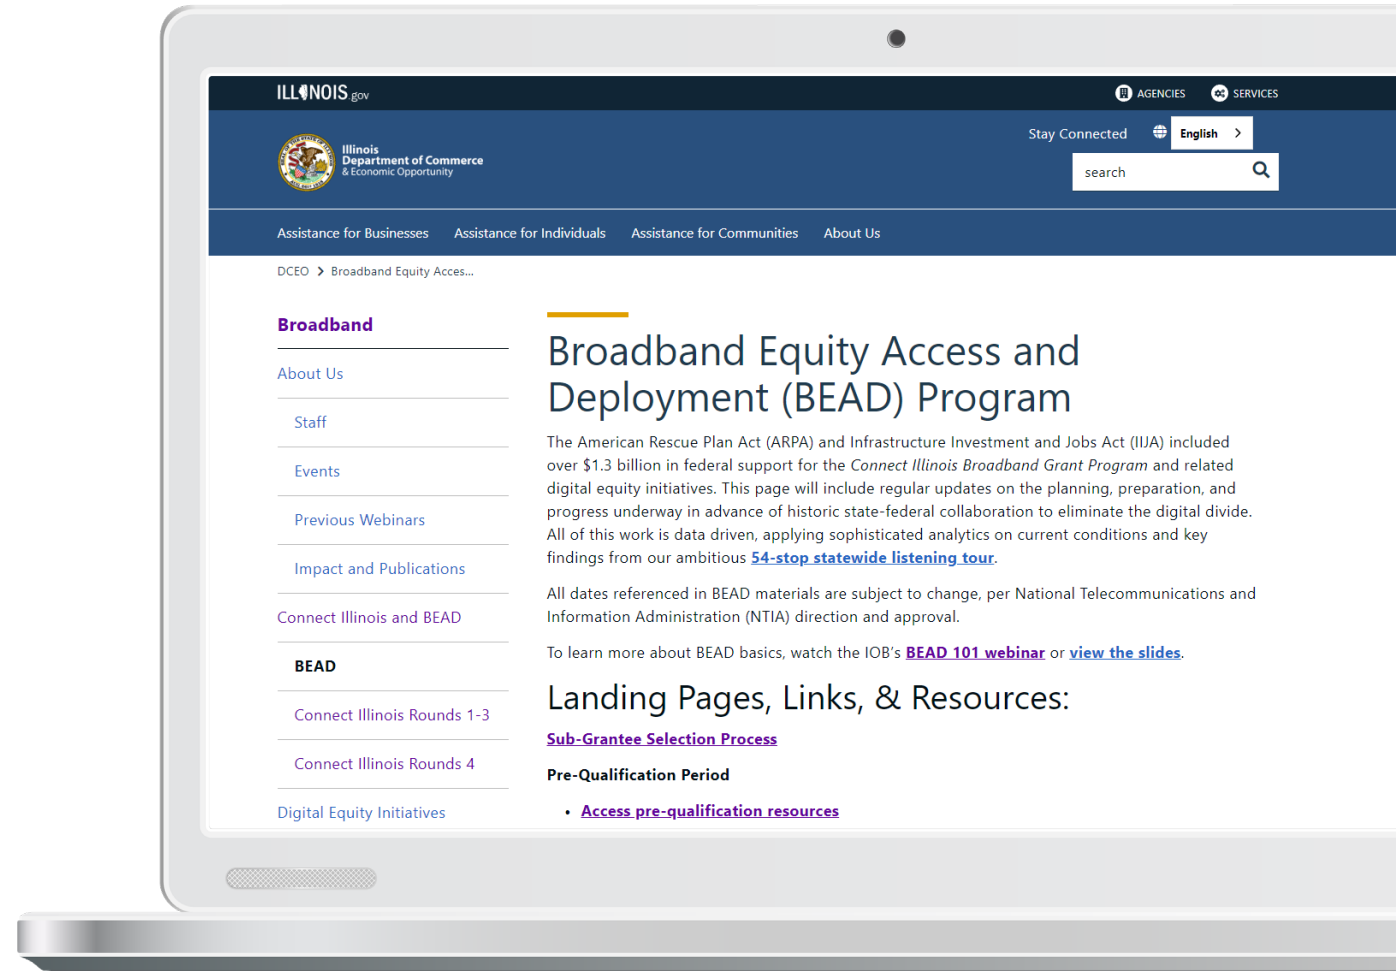 ILLINOIS.gov
AGENCIES
SERVICES
Illinois
Department of Commerce
& Economic Opportunity
Stay Connected
English
search
Assistance for Businesses
Assistance for Individuals
Assistance for Communities
About Us
DCEO > Broadband Equity Acces...
Broadband
About Us
Staff
Events
Previous Webinars
Impact and Publications
Connect Illinois and BEAD
BEAD
Connect Illinois Rounds 1-3
Connect Illinois Rounds 4
Digital Equity Initiatives
Broadband Equity Access and
Deployment (BEAD) Program
The American Rescue Plan Act (ARPA) and Infrastructure Investment and Jobs Act (IIJA) included
over $1.3 billion in federal support for the Connect Illinois Broadband Grant Program and related
digital equity initiatives. This page will include regular updates on the planning, preparation, and
progress underway in advance of historic state-federal collaboration to eliminate the digital divide.
All of this work is data driven, applying sophisticated analytics on current conditions and key
findings from our ambitious 54-stop statewide listening tour.
All dates referenced in BEAD materials are subject to change, per National Telecommunications and
Information Administration (NTIA) direction and approval.
To learn more about BEAD basics, watch the IOB's BEAD 101 webinar or view the slides.
Landing Pages, Links, & Resources:
Sub-Grantee Selection Process
Pre-Qualification Period
• Access pre-qualification resources